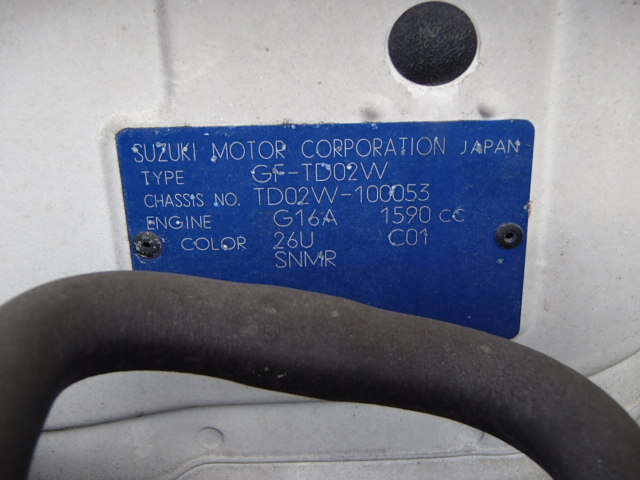 SUZUKI MOTOR CORPORATION JAPAN
TYPE GF-TD02W
CHASSIS NO. TD02W-100053
ENGINE G16A 1590 CC
COLOR 26U C01
SNMR